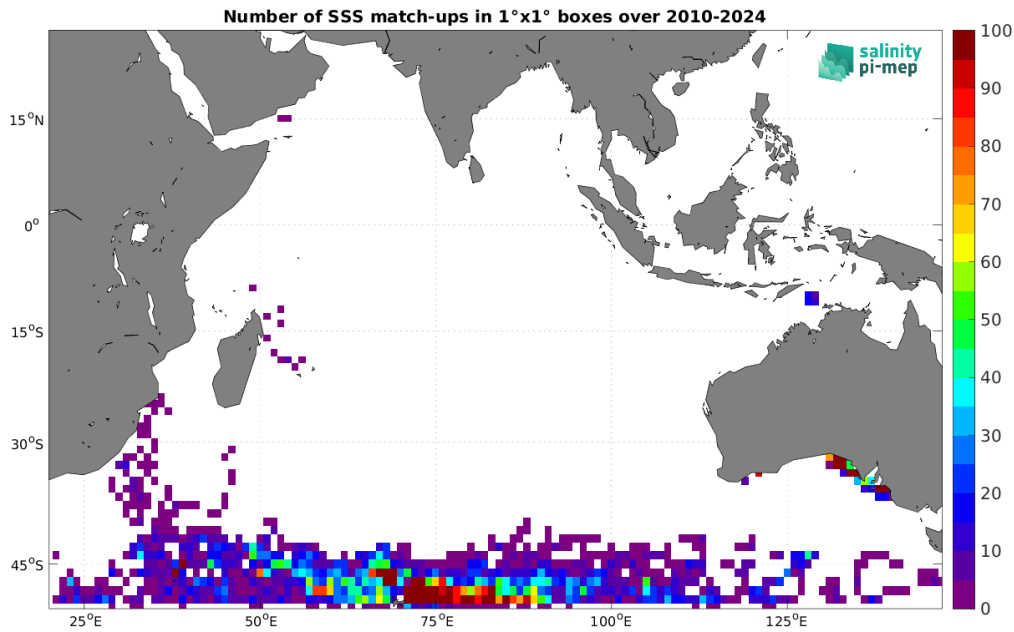 Number of SSS match-ups in 1°x1° boxes over 2010-2024
salinity
pi-mep
15°N
0°
15°S
30°S
45°S
25°E
50°E
75°E
100°E
125°E
100
90
80
70
60
50
40
30
20
10
0